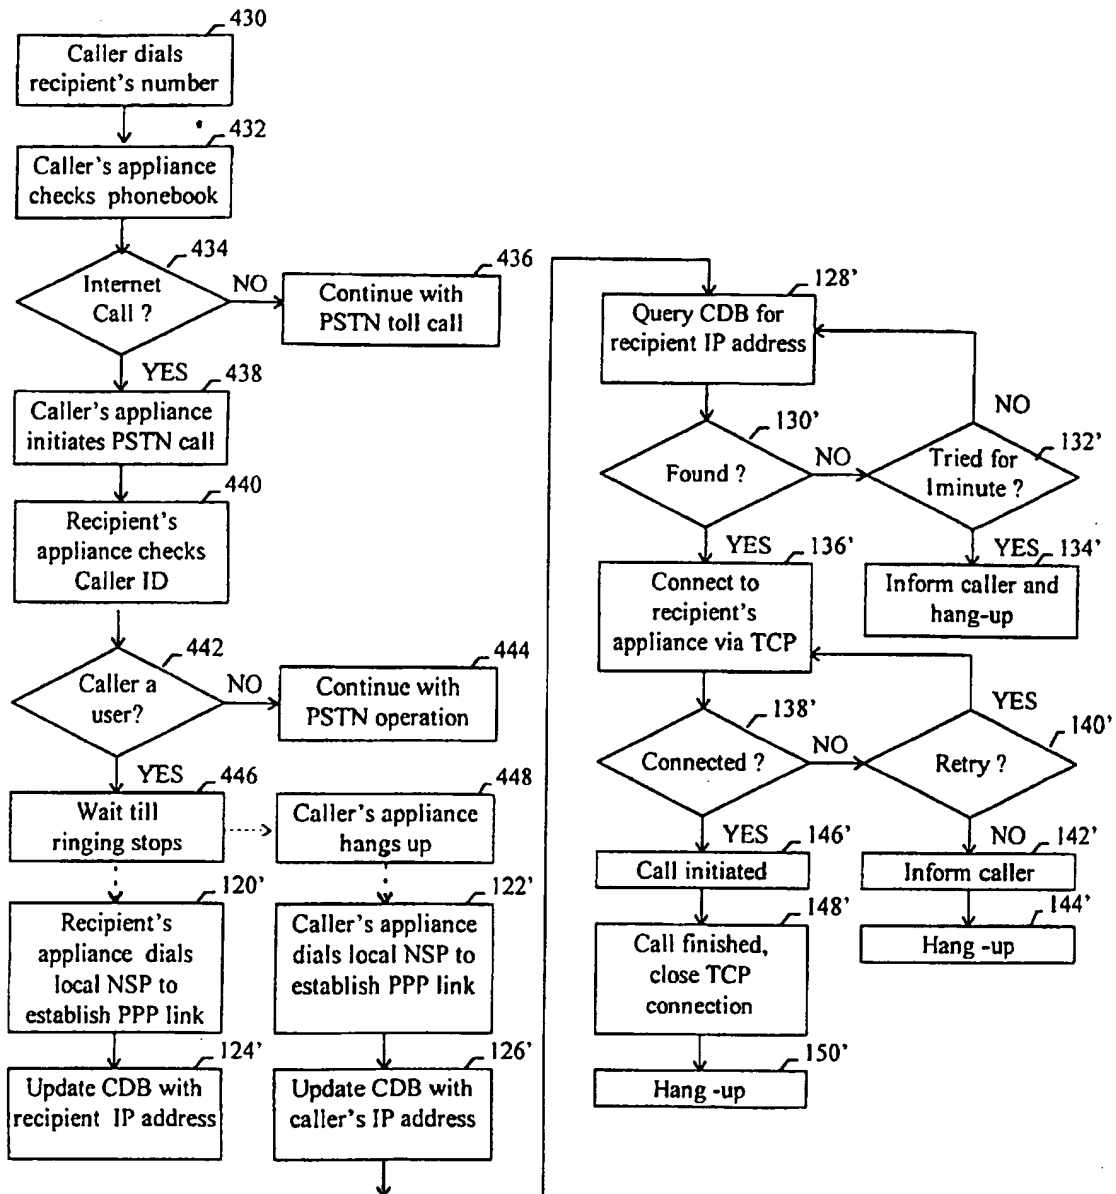 430
Caller dials
recipient's number
432
Caller's appliance
checks phonebook
434
Internet
Call ?
NO
436
Continue with
PSTN toll call
YES
438
Caller's appliance
initiates PSTN call
440
Recipient's
appliance checks
Caller ID
442
Caller a
user?
NO
444
Continue with
PSTN operation
YES
446
Wait till
ringing stops
448
Caller's appliance
hangs up
120'
Recipient's
appliance dials
local NSP to
establish PPP link
122'
Caller's appliance
dials local NSP to
establish PPP link
124'
Update CDB with
recipient IP address
126'
Update CDB with
caller's IP address
128'
Query CDB for
recipient IP address
130'
Found ?
NO
NO
132'
Tried for
1minute ?
YES
134'
Inform caller and
hang-up
YES
136'
Connect to
recipient's
appliance via TCP
138'
Connected ?
NO
YES
140'
Retry ?
NO
142'
Inform caller
144'
Hang -up
YES
146'
Call initiated
148'
Call finished,
close TCP
connection
150'
Hang -up